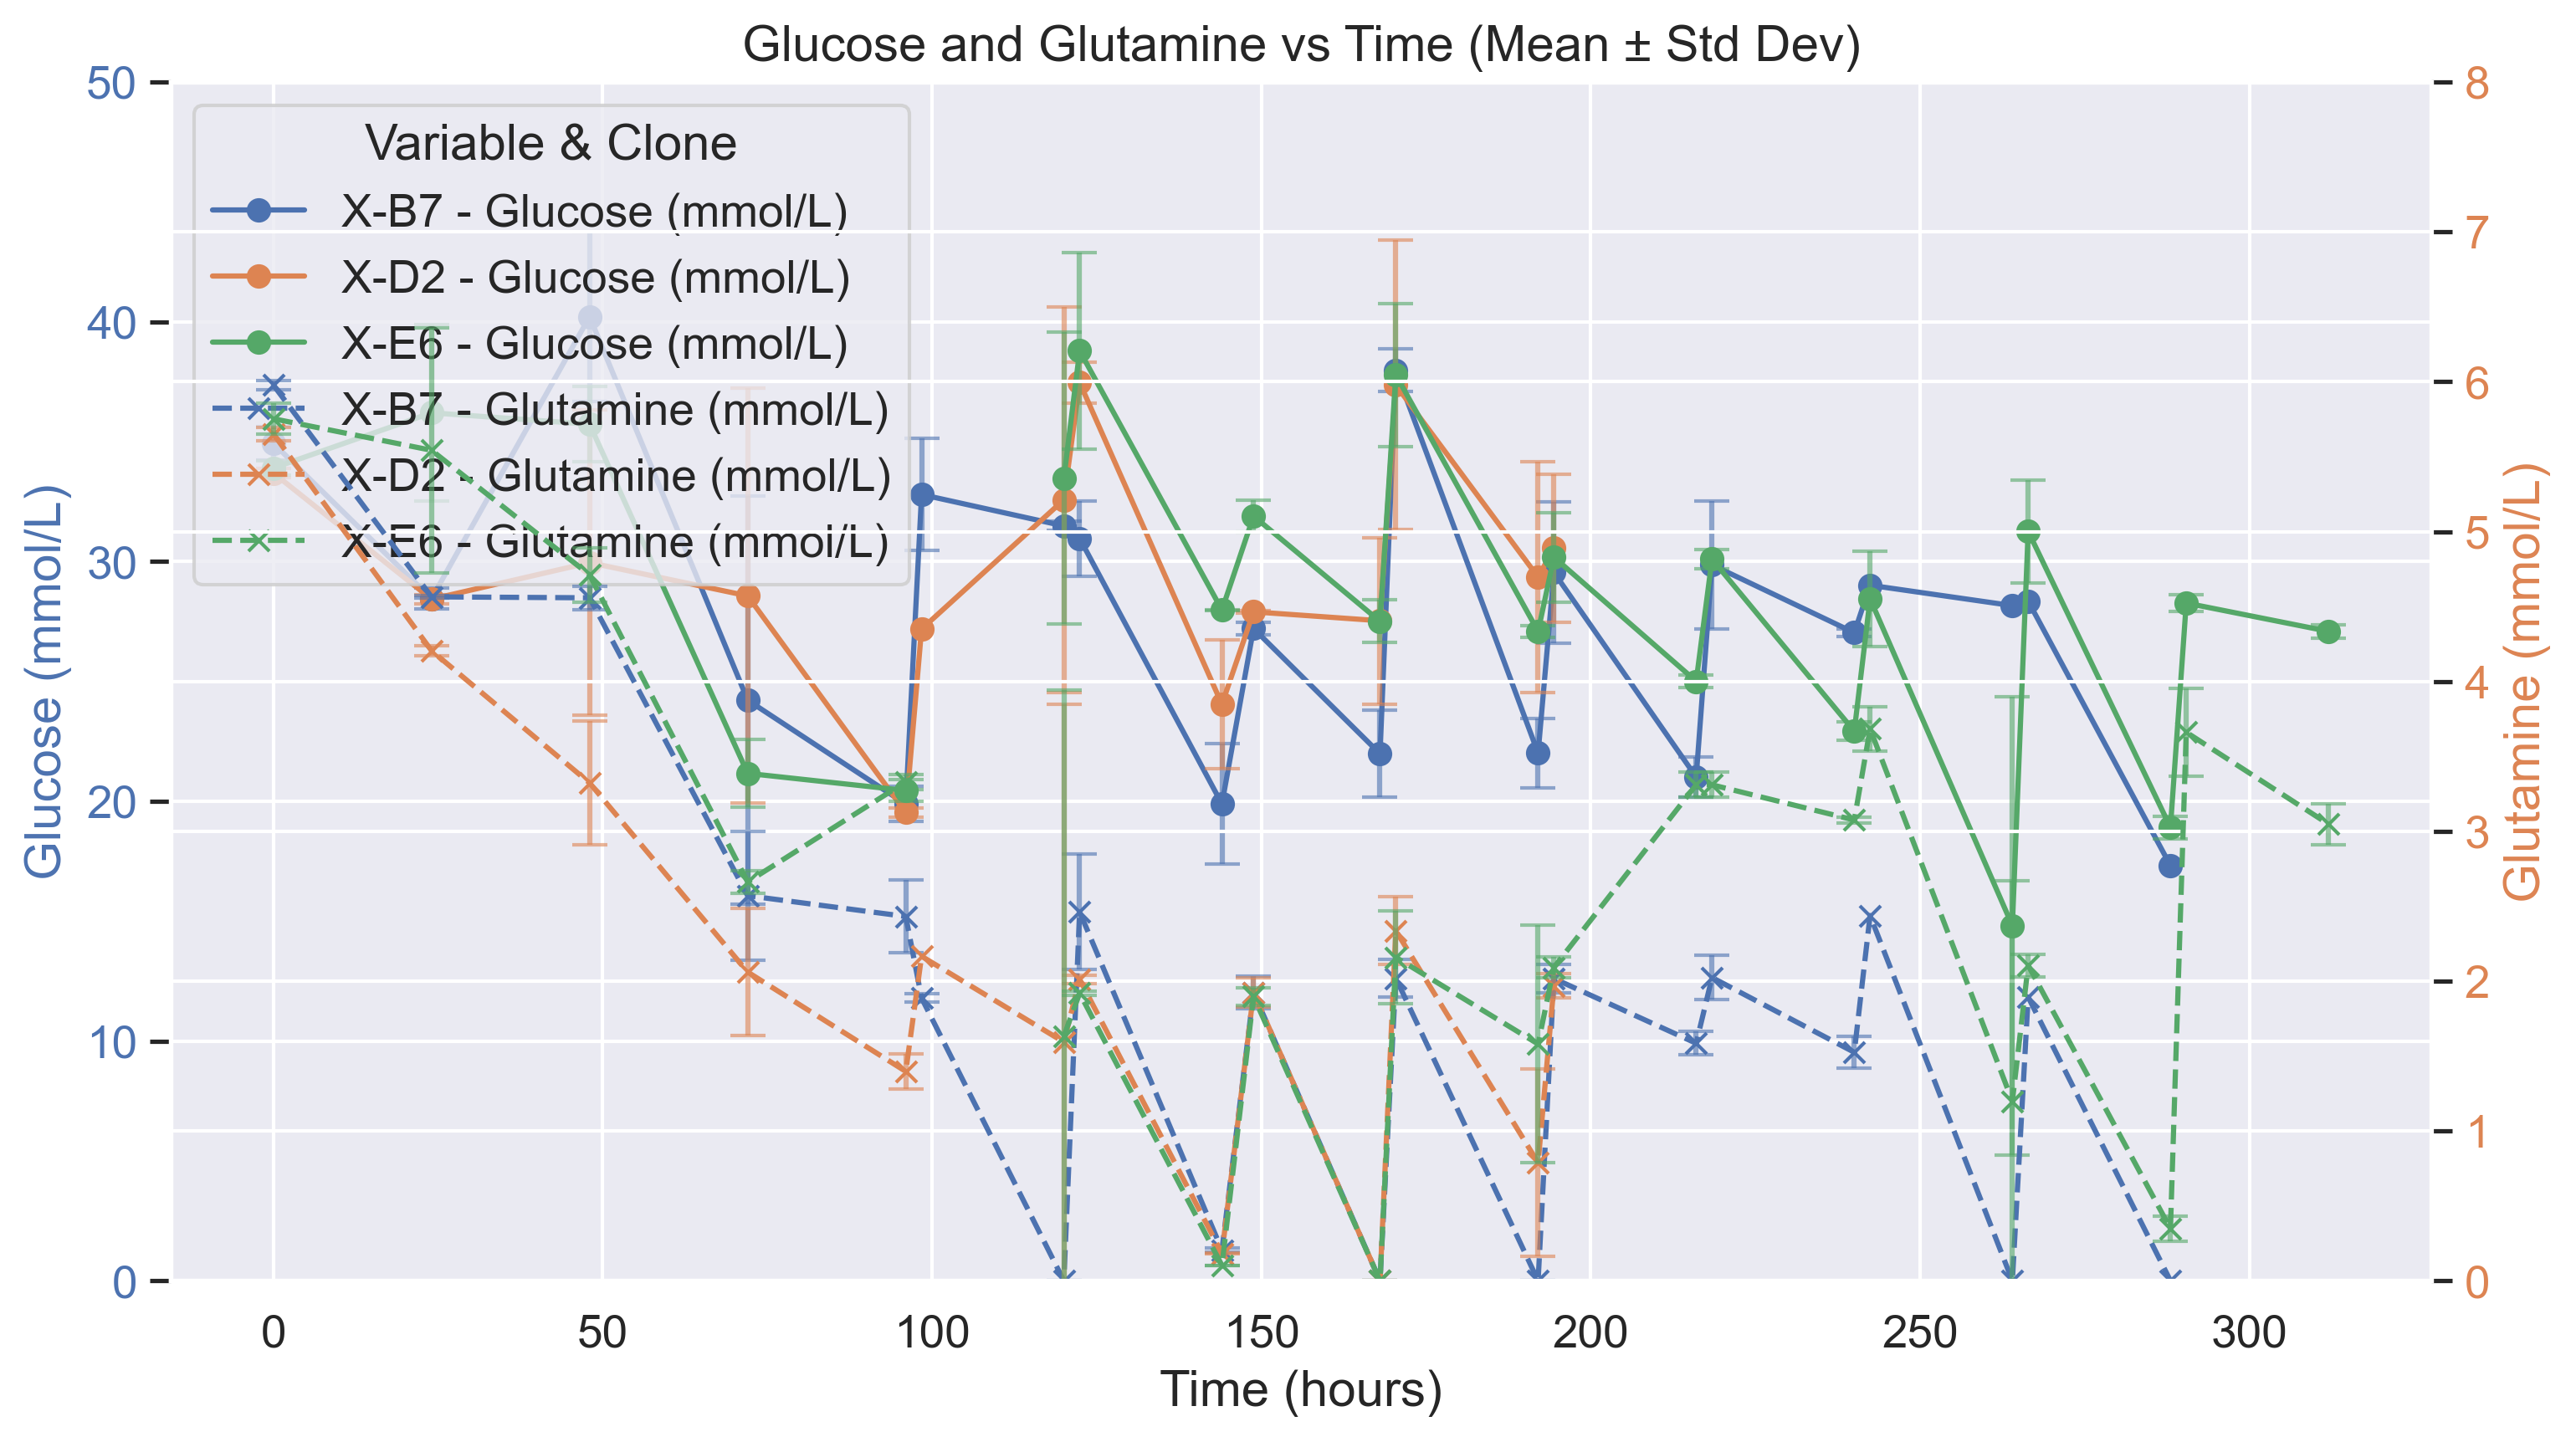 Glucose and Glutamine vs Time (Mean ± Std Dev)
Variable & Clone
X-B7 - Glucose (mmol/L)
X-D2 - Glucose (mmol/L)
X-E6 - Glucose (mmol/L)
X-B7 - Glutamine (mmol/L)
X-D2 - Glutamine (mmol/L)
X-E6 - Glutamine (mmol/L)
Glucose (mmol/L)
50
40
30
20
10
0
8
7
6
5
4
3
2
1
0
Glutamine (mmol/L)
0 50 100 150 200 250 300
Time (hours)